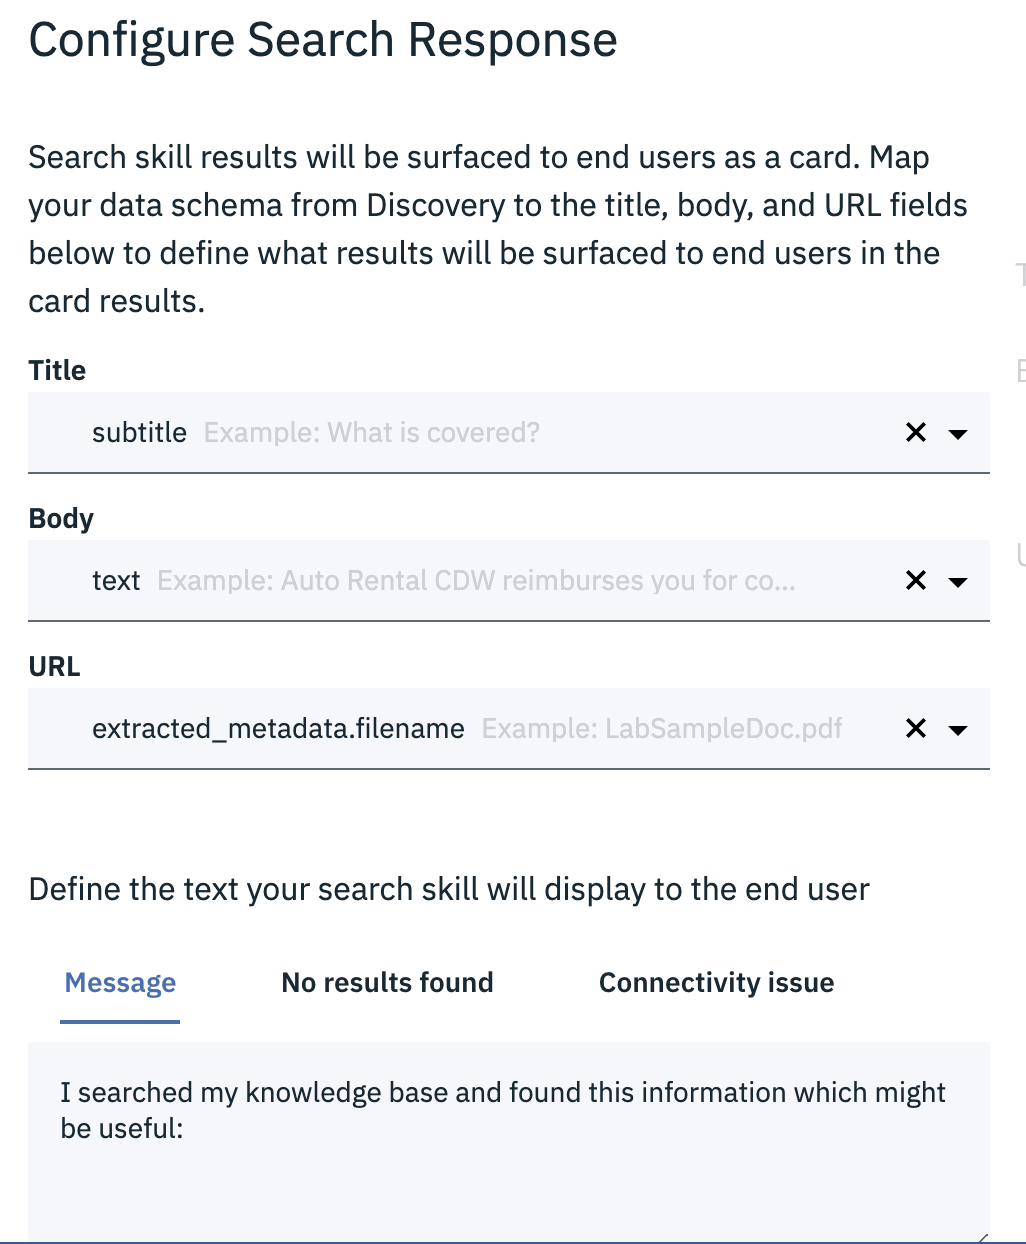 Configure Search Response
Search skill results will be surfaced to end users as a card. Map
your data schema from Discovery to the title, body, and URL fields
below to define what results will be surfaced to end users in the
card results.
Title
subtitle Example: What is covered?
Body
text Example: Auto Rental CDW reimburses you for co...
URL
extracted_metadata.filename Example: LabSampleDoc.pdf
Define the text your search skill will display to the end user
Message No results found Connectivity issue
I searched my knowledge base and found this information which might
be useful: